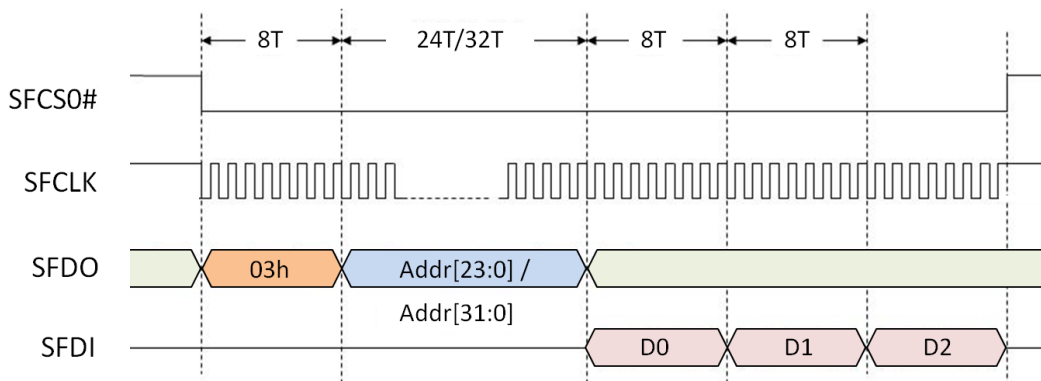 8T 24T/32T 8T 8T
SFCS0#
SFCLK
SFDO 03h Addr[23:0] /
Addr[31:0]
SFDI D0 D1 D2